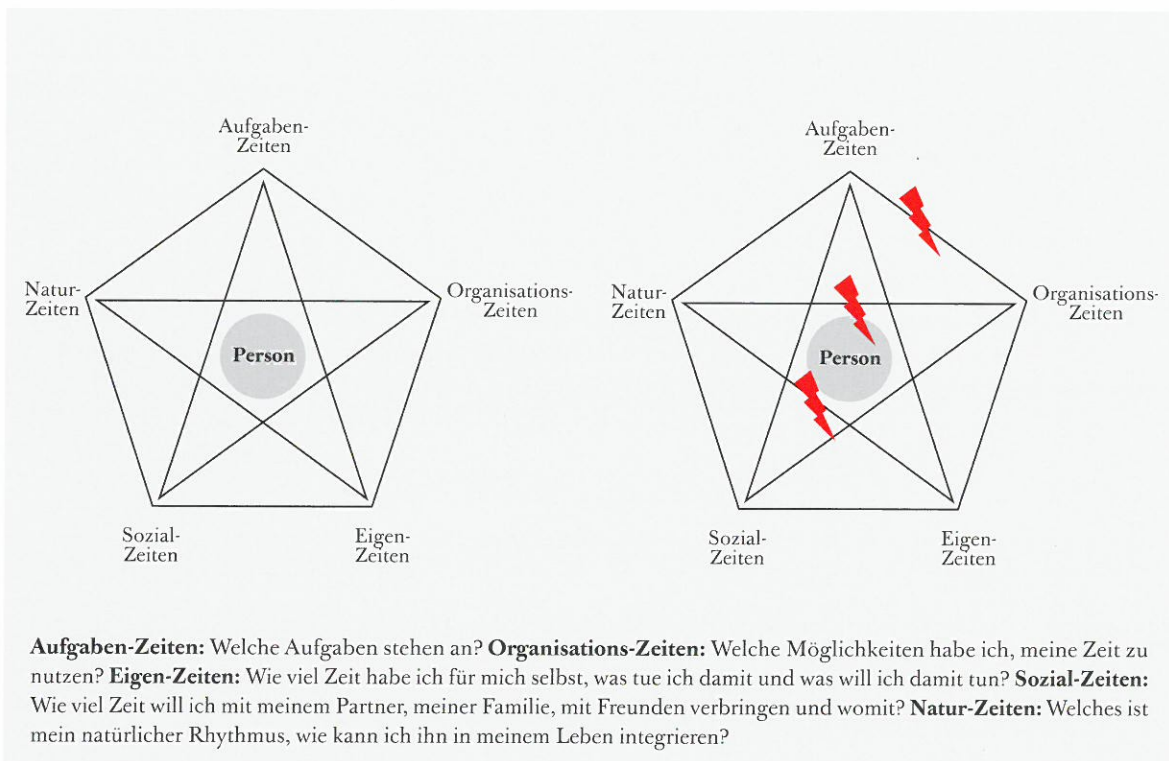 Aufgaben-
Zeiten
Natur-
Zeiten
Organisations-
Zeiten
Person
Sozial-
Zeiten
Eigen-
Zeiten
Aufgaben-
Zeiten
Natur-
Zeiten
Organisations-
Zeiten
Person
Sozial-
Zeiten
Eigen-
Zeiten
Aufgaben-Zeiten: Welche Aufgaben stehen an? Organisations-Zeiten: Welche Möglichkeiten habe ich, meine Zeit zu
nutzen? Eigen-Zeiten: Wie viel Zeit habe ich für mich selbst, was tue ich damit und was will ich damit tun? Sozial-Zeiten:
Wie viel Zeit will ich mit meinem Partner, meiner Familie, mit Freunden verbringen und womit? Natur-Zeiten: Welches ist
mein natürlicher Rhythmus, wie kann ich ihn in meinem Leben integrieren?